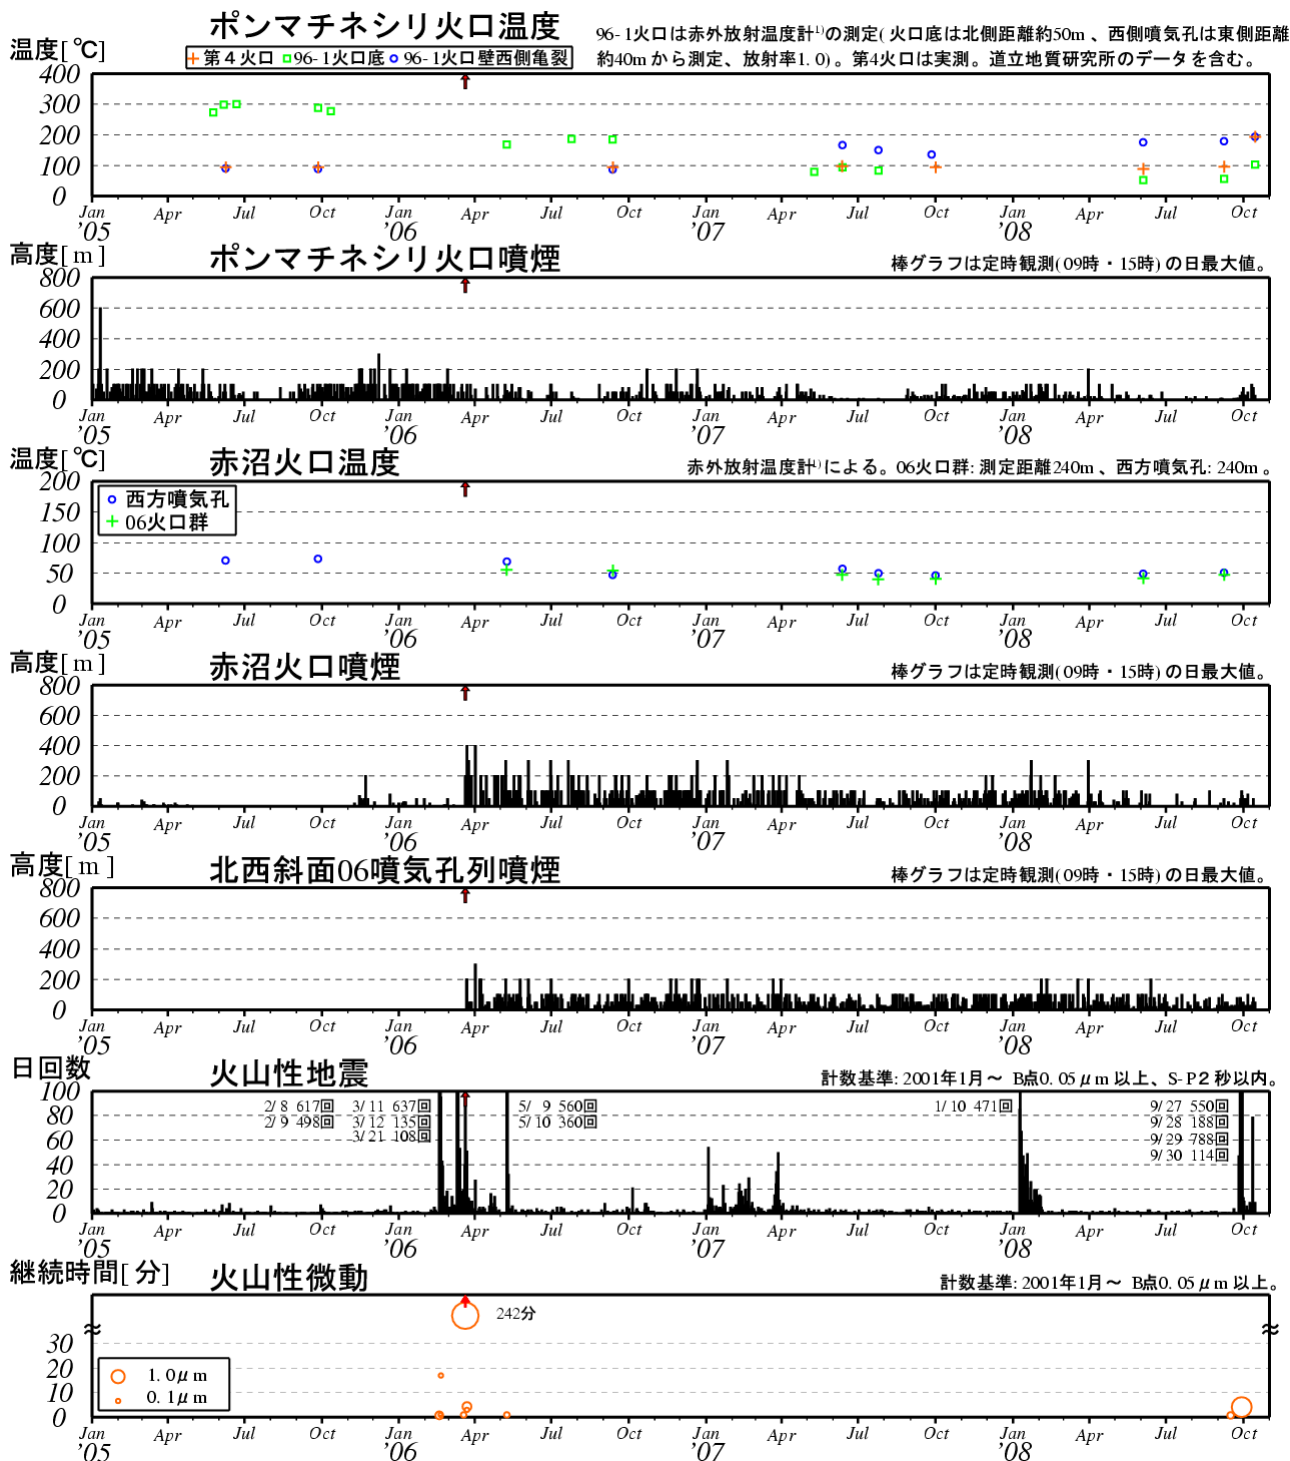 ポンマチネシリ火口温度
96-1火口は赤外放射温度計¹⁾の測定(火口底は北側距離約50m、西側噴気孔は東側距離
温度[℃]
第４火口 96-1火口底 96-1火口壁西側亀裂
約40mから測定、放射率1.0)。第4火口は実測。道立地質研究所のデータを含む。
400
300
200
100
0
Jan Apr Jul Oct Jan Apr Jul Oct Jan Apr Jul Oct Jan Apr Jul Oct
'05 '06 '07 '08
高度[m]
ポンマチネシリ火口噴煙
棒グラフは定時観測(09時・15時)の日最大値。
800
600
400
200
0
Jan Apr Jul Oct Jan Apr Jul Oct Jan Apr Jul Oct Jan Apr Jul Oct
'05 '06 '07 '08
温度[℃]
赤沼火口温度
赤外放射温度計¹⁾による。06火口群:測定距離240m、西方噴気孔:240m。
200
150
100
50
0
西方噴気孔
06火口群
Jan Apr Jul Oct Jan Apr Jul Oct Jan Apr Jul Oct Jan Apr Jul Oct
'05 '06 '07 '08
高度[m]
赤沼火口噴煙
棒グラフは定時観測(09時・15時)の日最大値。
800
600
400
200
0
Jan Apr Jul Oct Jan Apr Jul Oct Jan Apr Jul Oct Jan Apr Jul Oct
'05 '06 '07 '08
高度[m]
北西斜面06噴気孔列噴煙
棒グラフは定時観測(09時・15時)の日最大値。
800
600
400
200
0
Jan Apr Jul Oct Jan Apr Jul Oct Jan Apr Jul Oct Jan Apr Jul Oct
'05 '06 '07 '08
日回数
火山性地震
計数基準:2001年1月～ B点0.05μm以上、S-P２秒以内。
100
80
60
40
20
0
2/8 617回
2/9 498回
3/11 637回
3/12 135回
3/21 108回
5/ 9 560回
5/10 360回
1/10 471回
9/27 550回
9/28 188回
9/29 788回
9/30 114回
Jan Apr Jul Oct Jan Apr Jul Oct Jan Apr Jul Oct Jan Apr Jul Oct
'05 '06 '07 '08
継続時間[分]
火山性微動
計数基準:2001年1月～ B点0.05μm以上。
242分
30
20
10
0
1.0μm
0.1μm
Jan Apr Jul Oct Jan Apr Jul Oct Jan Apr Jul Oct Jan Apr Jul Oct
'05 '06 '07 '08